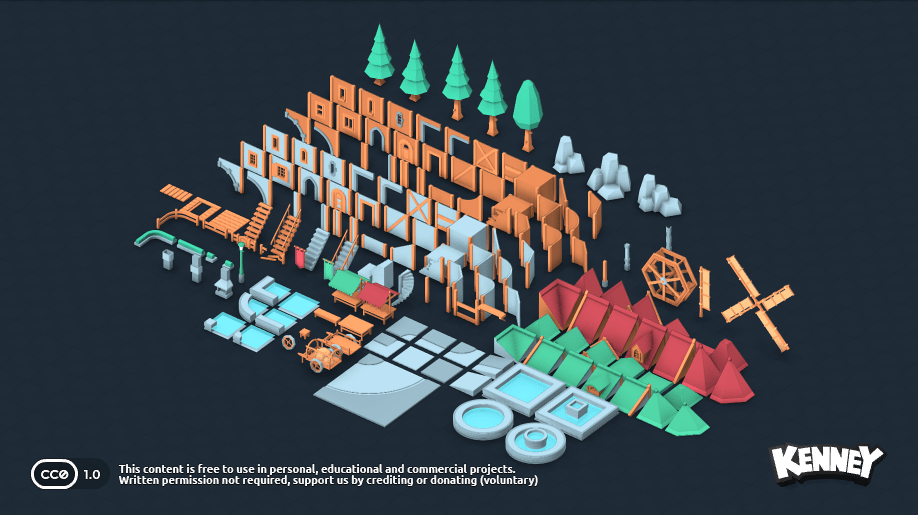 CC0 1.0
This content is free to use in personal, educational and commercial projects.
Written permission not required, support us by crediting or donating (voluntary)
KENNEY